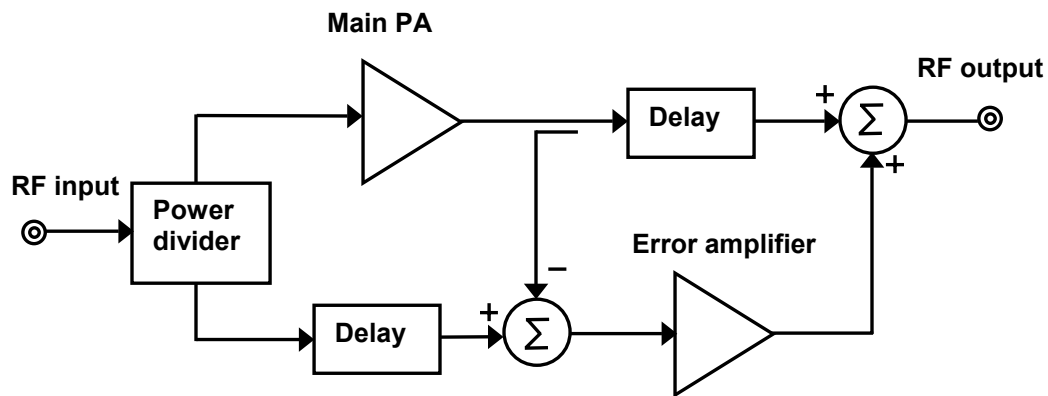 Main PA
RF output
+
Delay
Σ
+
RF input
Power
divider
Error amplifier
−
+
Delay
Σ